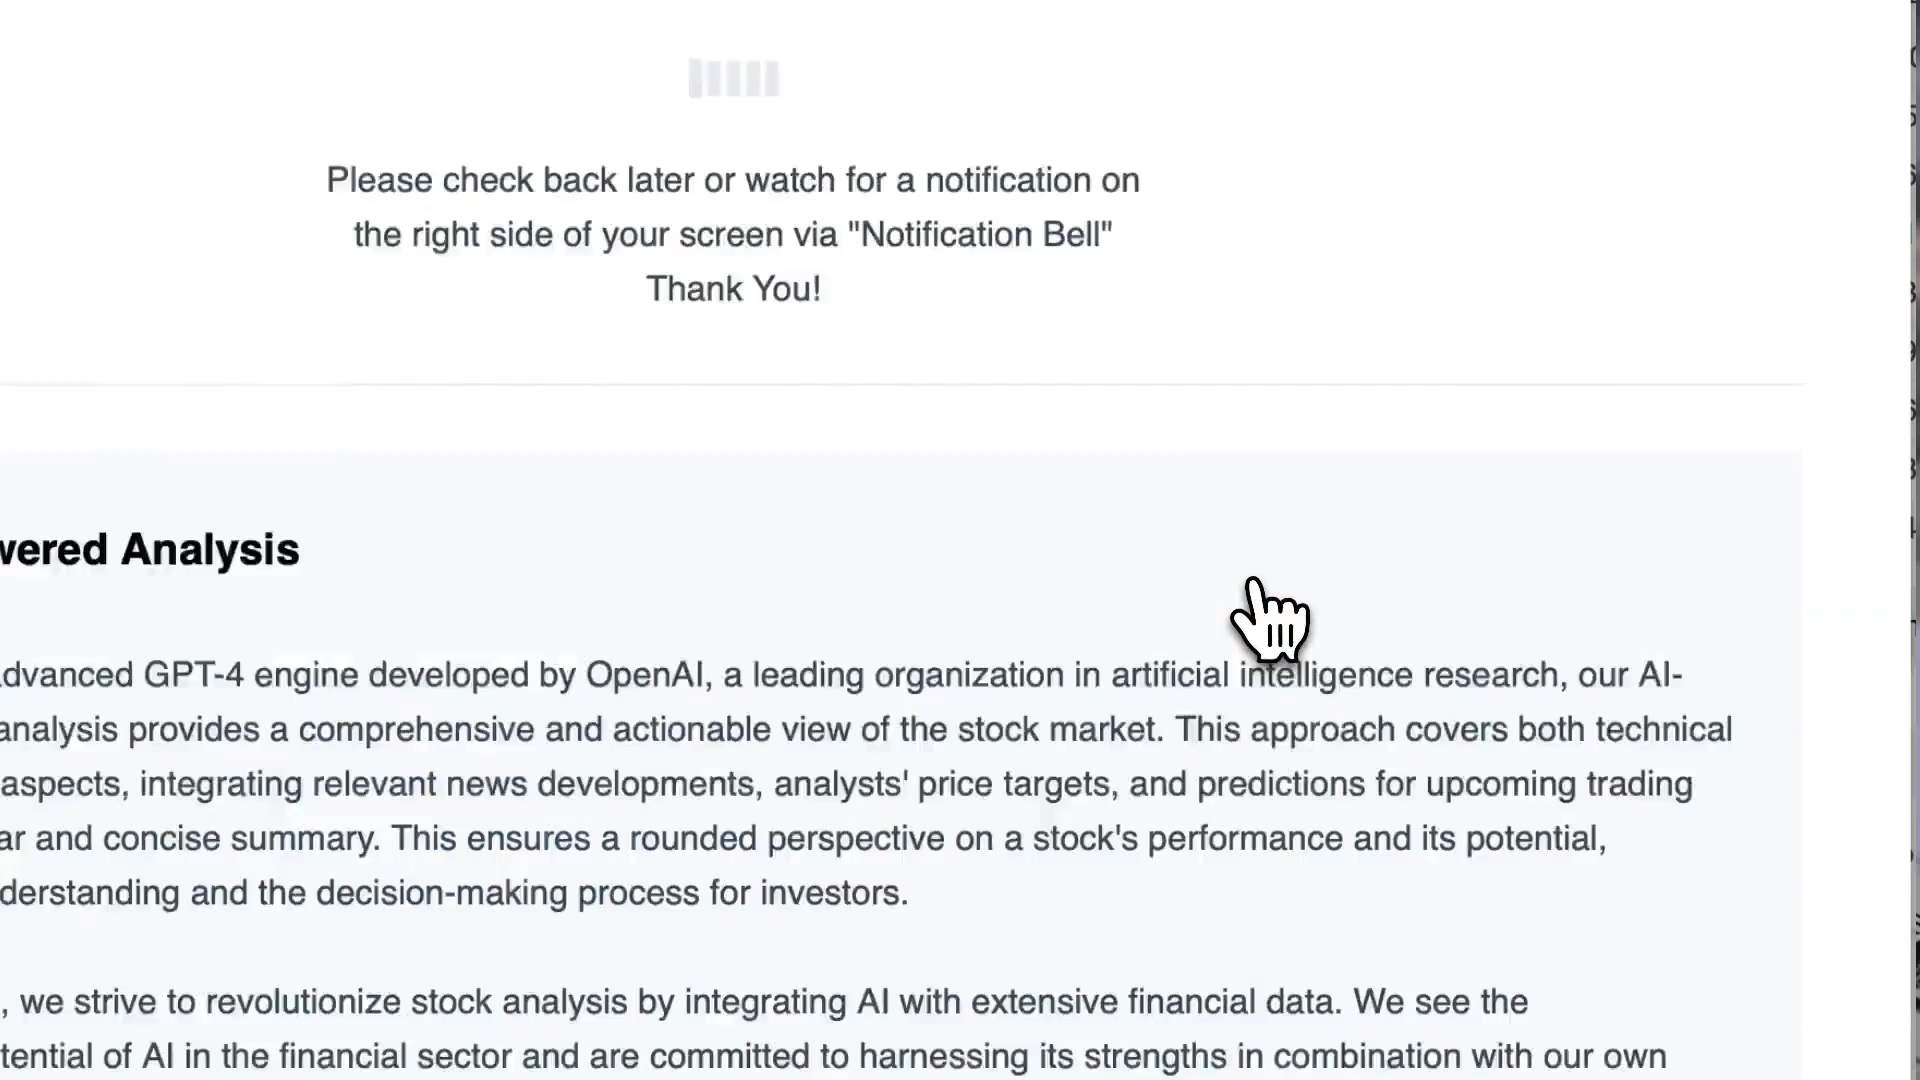 Please check back later or watch for a notification on
the right side of your screen via "Notification Bell"
Thank You!
Analysis
GPT-4 engine developed by OpenAI, a leading organization in artificial intelligence research, our AI-
analysis provides a comprehensive and actionable view of the stock market. This approach covers both technical
aspects, integrating relevant news developments, analysts' price targets, and predictions for upcoming trading
and concise summary. This ensures a rounded perspective on a stock's performance and its potential,
and the decision-making process for investors.
, we strive to revolutionize stock analysis by integrating AI with extensive financial data. We see the
of AI in the financial sector and are committed to harnessing its strengths in combination with our own